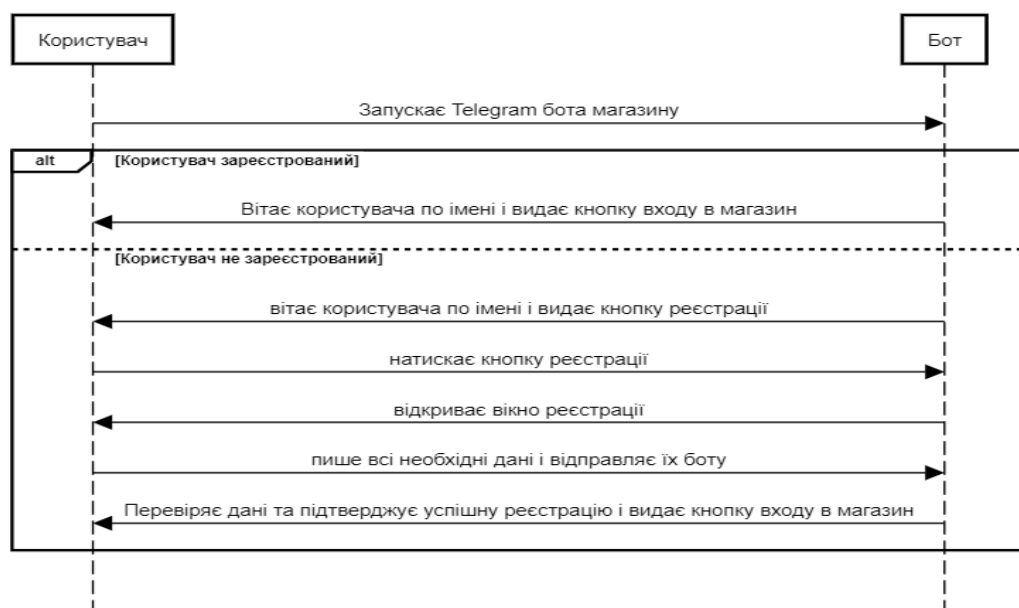 Користувач
Бот
Запускає Telegram бота магазину
alt
[Користувач зареєстрований]
Вітає користувача по імені і видає кнопку входу в магазин
[Користувач не зареєстрований]
вітає користувача по імені і видає кнопку реєстрації
натискає кнопку реєстрації
відкриває вікно реєстрації
пише всі необхідні дані і відправляє їх боту
Перевіряє дані та підтверджує успішну реєстрацію і видає кнопку входу в магазин